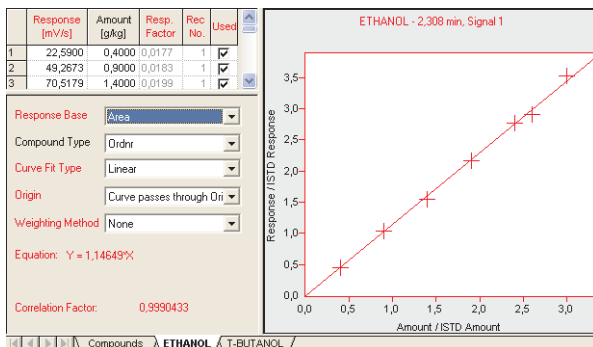 Response [mV/s] Amount [g/kg] Resp. Factor Rec No. Used
1 22,5900 0,4000 0,0177 1
2 49,2673 0,9000 0,0183 1
3 70,5179 1,4000 0,0199 1
Response Base Area
Compound Type Ordnr
Curve Fit Type Linear
Origin Curve passes through Ori
Weighting Method None
Equation: Y = 1,14649*X
Correlation Factor: 0,9990433
Compounds ETHANOL T-BUTANOL
ETHANOL - 2,308 min, Signal 1
Response / ISTD Response
3,5
3,0
2,5
2,0
1,5
1,0
0,5
0,0
0,0 0,5 1,0 1,5 2,0 2,5 3,0
Amount / ISTD Amount